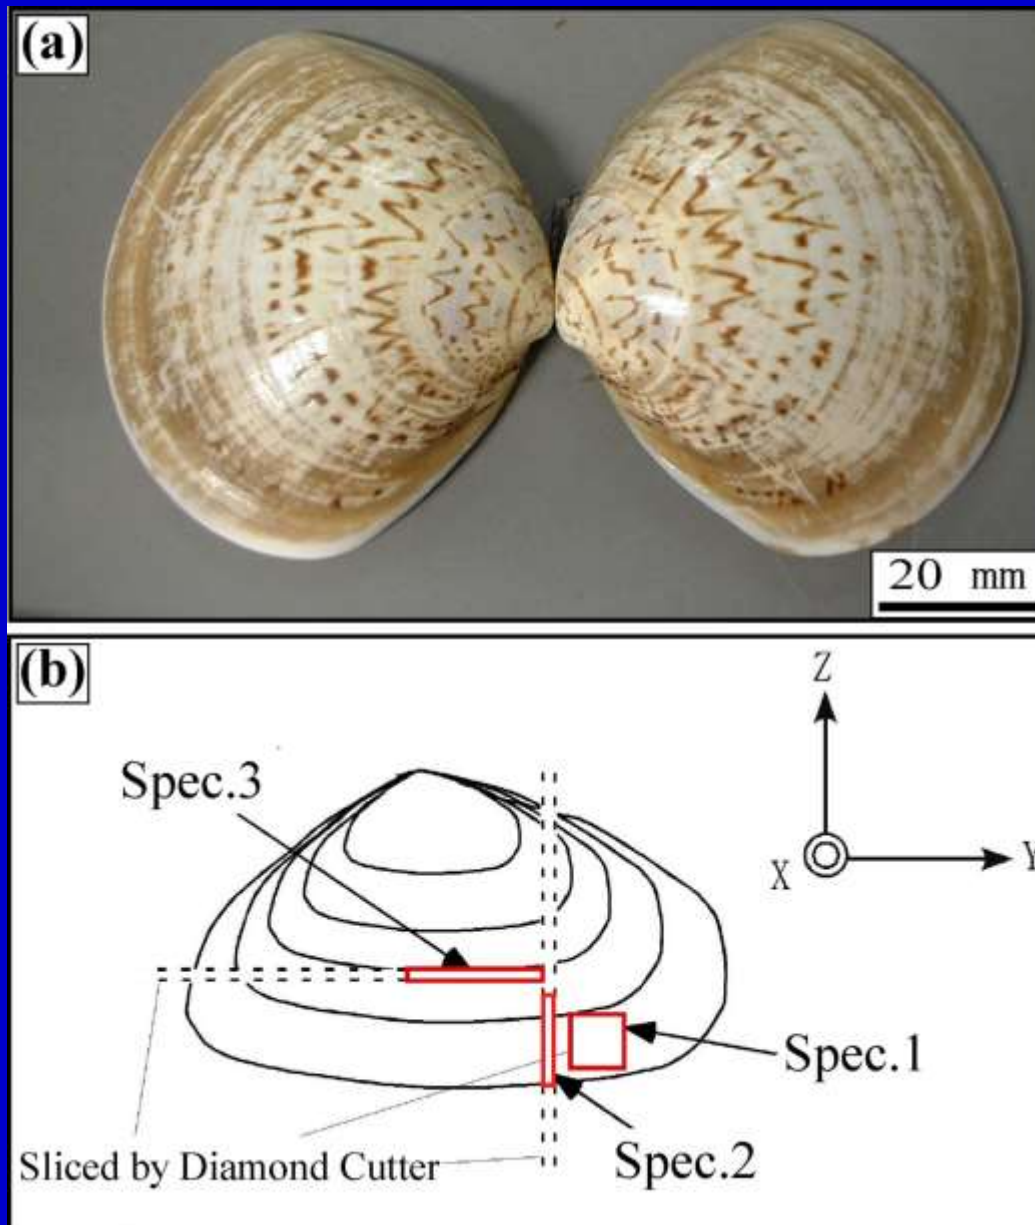 (a)
20 mm
(b)
Z
Spec.3
X
Y
Spec.1
Sliced by Diamond Cutter
Spec.2